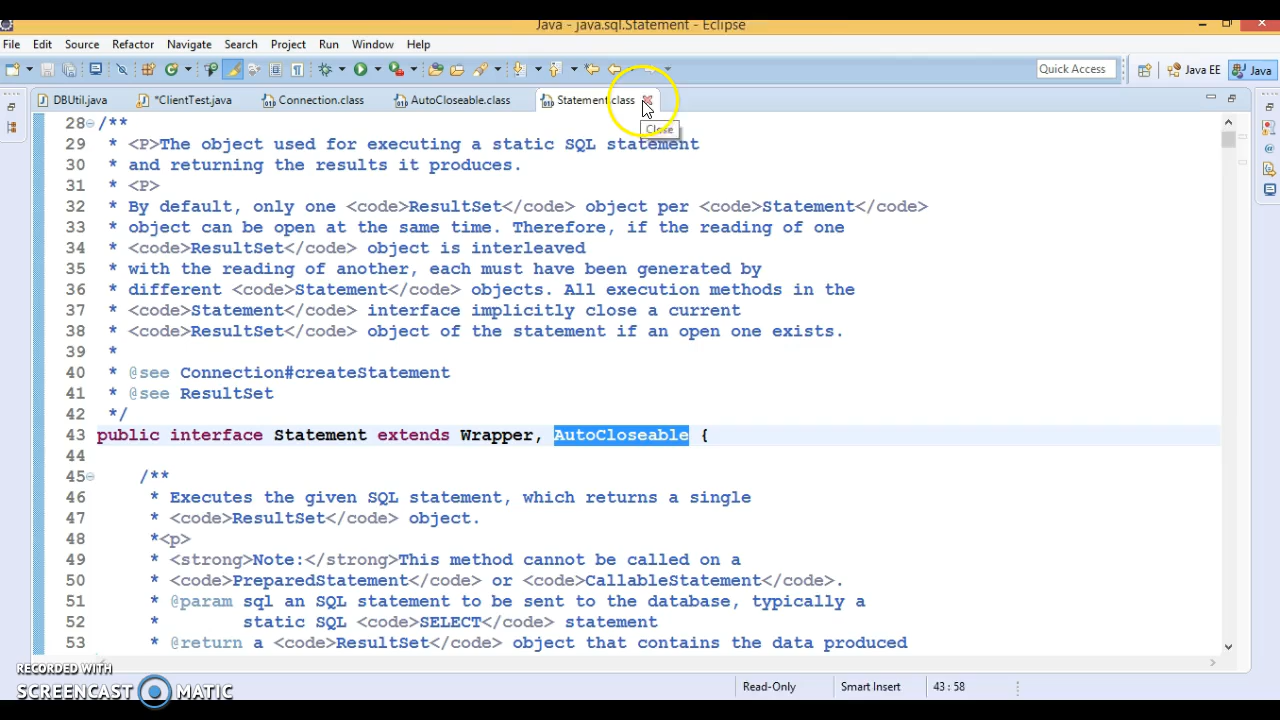 Java - java.sql.Statement - Eclipse
File Edit Source Refactor Navigate Search Project Run Window Help
Quick Access Java EE Java
DBUtil.java *ClientTest.java Connection.class AutoCloseable.class Statement.class
Close
28 /**
29 * <P>The object used for executing a static SQL statement
30 * and returning the results it produces.
31 * <P>
32 * By default, only one <code>ResultSet</code> object per <code>Statement</code>
33 * object can be open at the same time. Therefore, if the reading of one
34 * <code>ResultSet</code> object is interleaved
35 * with the reading of another, each must have been generated by
36 * different <code>Statement</code> objects. All execution methods in the
37 * <code>Statement</code> interface implicitly close a current
38 * <code>ResultSet</code> object of the statement if an open one exists.
39 *
40 * @see Connection#createStatement
41 * @see ResultSet
42 */
43 public interface Statement extends Wrapper, AutoCloseable {
44
45 /**
46 * Executes the given SQL statement, which returns a single
47 * <code>ResultSet</code> object.
48 *<p>
49 * <strong>Note:</strong>This method cannot be called on a
50 * <code>PreparedStatement</code> or <code>CallableStatement</code>.
51 * @param sql an SQL statement to be sent to the database, typically a
52 static SQL <code>SELECT</code> statement
53 * @return a <code>ResultSet</code> object that contains the data produced
Read-Only Smart Insert 43 : 58
RECORDED WITH
SCREENCAST MATIC